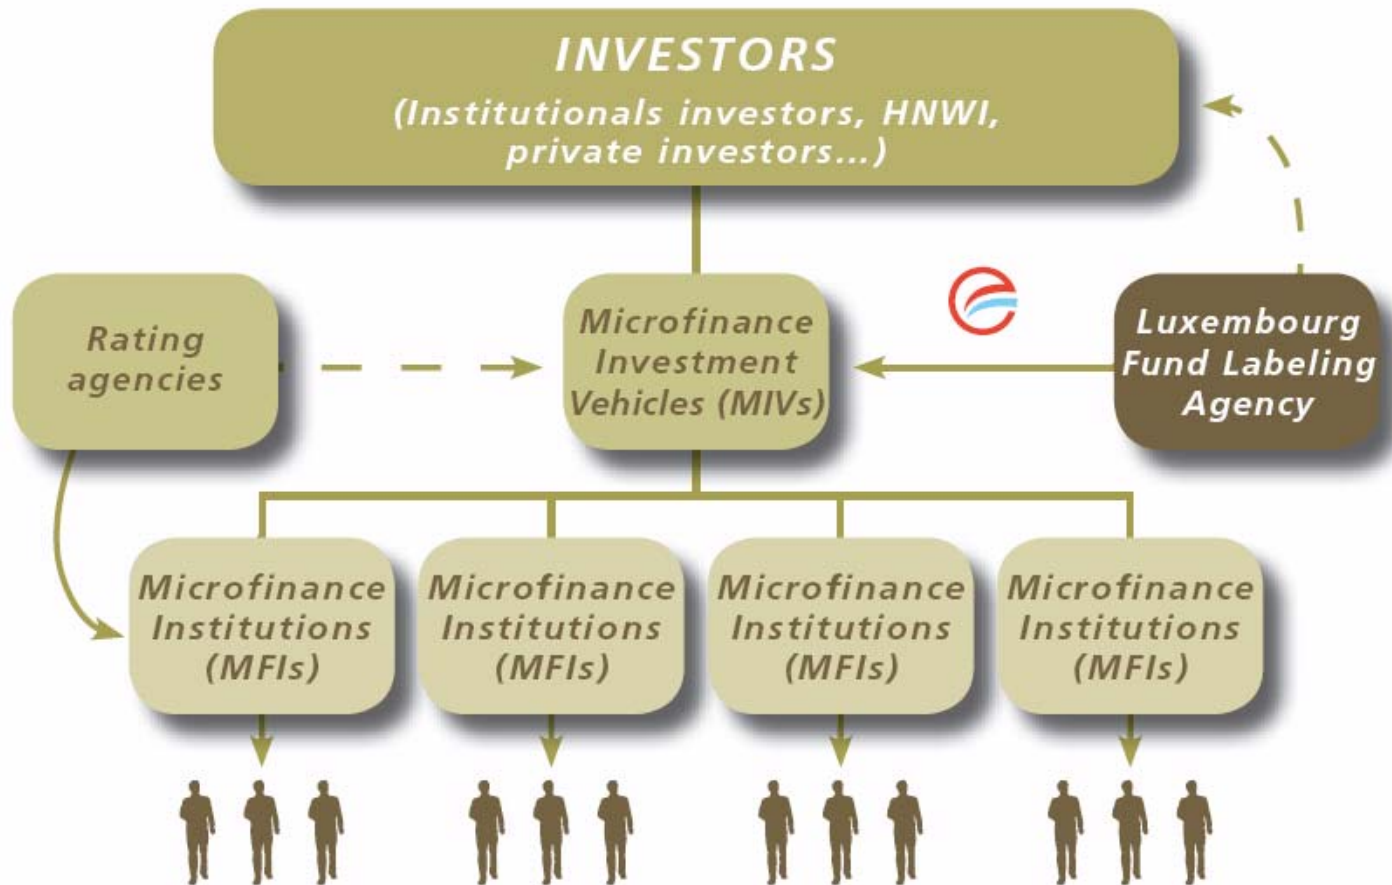 INVESTORS
(Institutionals investors, HNWI,
private investors...)
Rating
agencies
Microfinance
Investment
Vehicles (MIVs)
Luxembourg
Fund Labeling
Agency
Microfinance
Institutions
(MFIs)
Microfinance
Institutions
(MFIs)
Microfinance
Institutions
(MFIs)
Microfinance
Institutions
(MFIs)